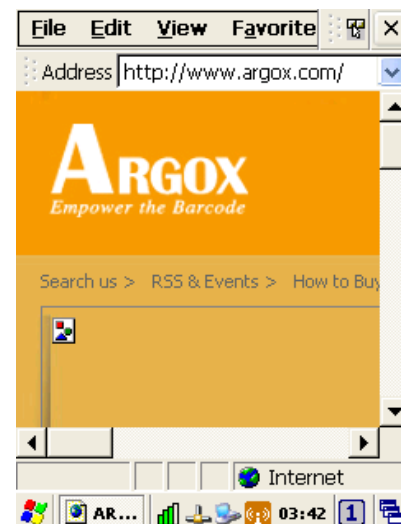 File Edit View Favorite
Address http://www.argox.com/
ARGOX
Empower the Barcode
Search us > RSS & Events > How to Buy
Internet
AR... 03:42 1